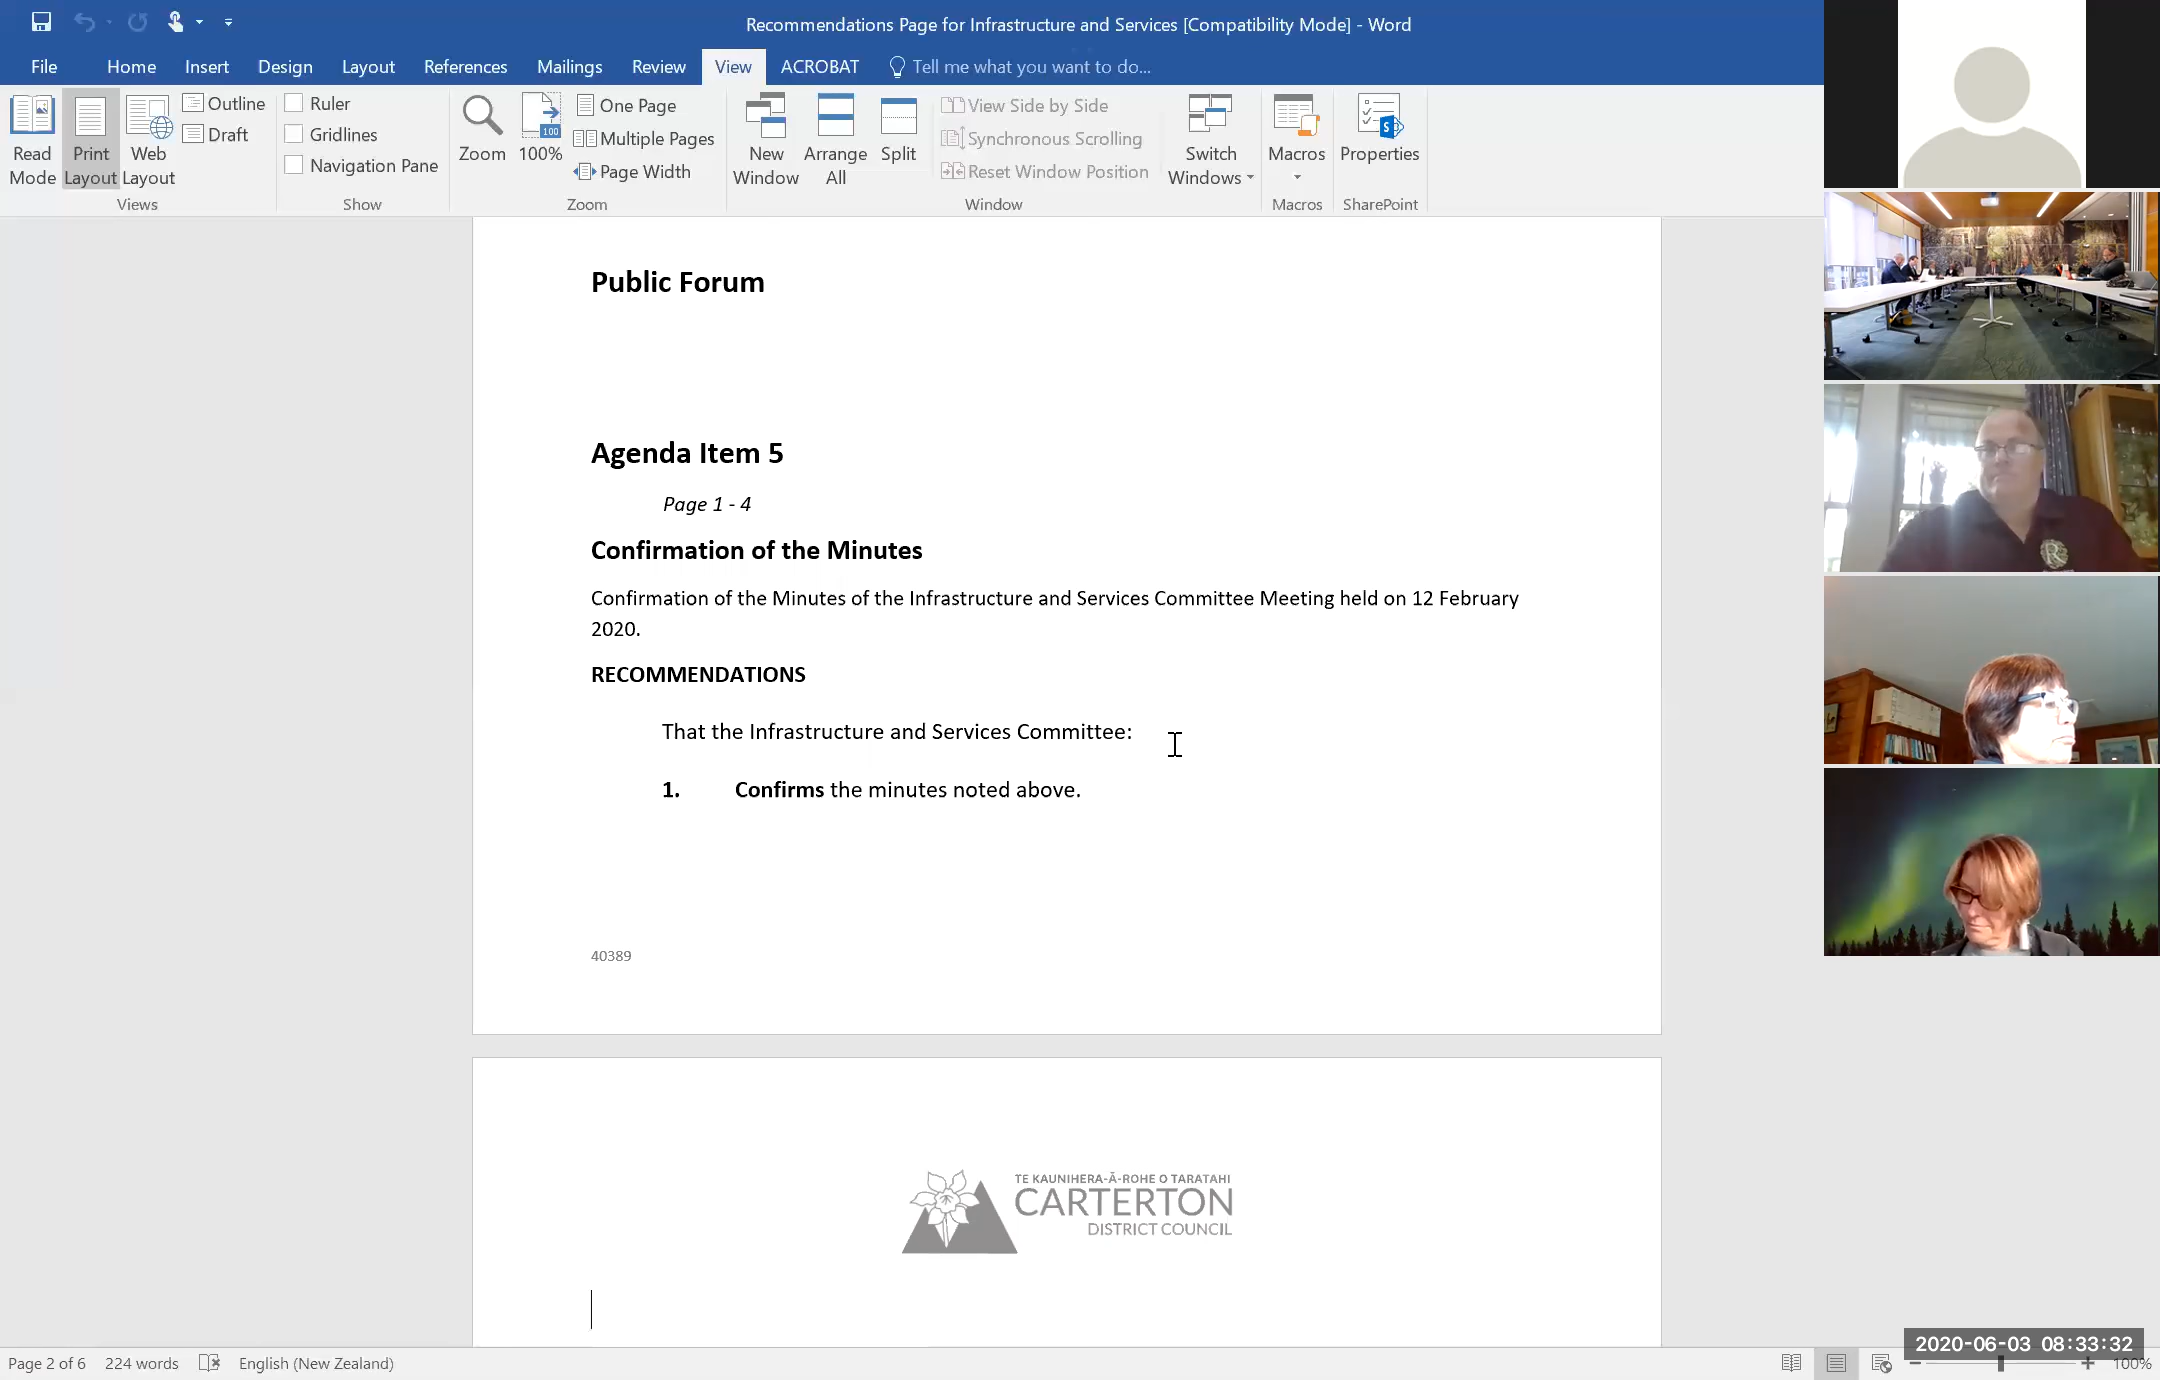 Recommendations Page for Infrastructure and Services [Compatibility Mode] - Word
File Home Insert Design Layout References Mailings Review View ACROBAT Tell me what you want to do...
Read Mode
Print Layout
Web Layout
Outline
Draft
Views
Ruler
Gridlines
Navigation Pane
Show
Zoom
100
100%
One Page
Multiple Pages
Page Width
Zoom
New Window
Arrange All
Split
View Side by Side
Synchronous Scrolling
Reset Window Position
Window
Switch Windows
Macros
Macros
S
Properties
SharePoint
Public Forum
Agenda Item 5
Page 1 - 4
Confirmation of the Minutes
Confirmation of the Minutes of the Infrastructure and Services Committee Meeting held on 12 February
2020.
RECOMMENDATIONS
That the Infrastructure and Services Committee:
1. Confirms the minutes noted above.
40389
TE KAUNIHERA-Ā-ROHE O TARATAHI
CARTERTON
DISTRICT COUNCIL
R
Page 2 of 6 224 words English (New Zealand)
2020-06-03 08:33:32
100%